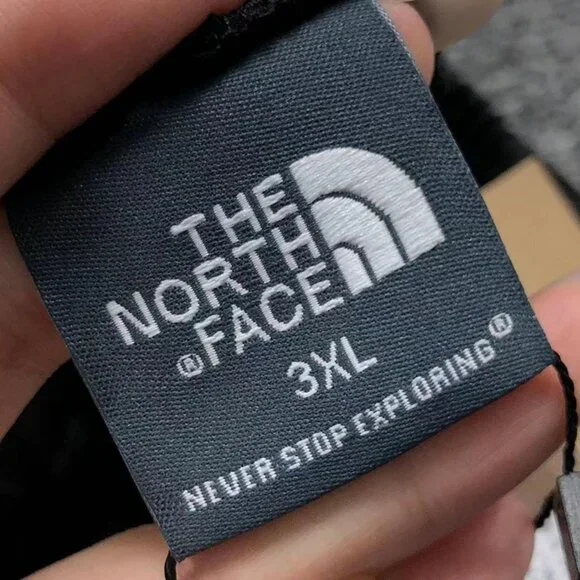 THE
NORTH
®FACE
3XL
NEVER STOP EXPLORING®